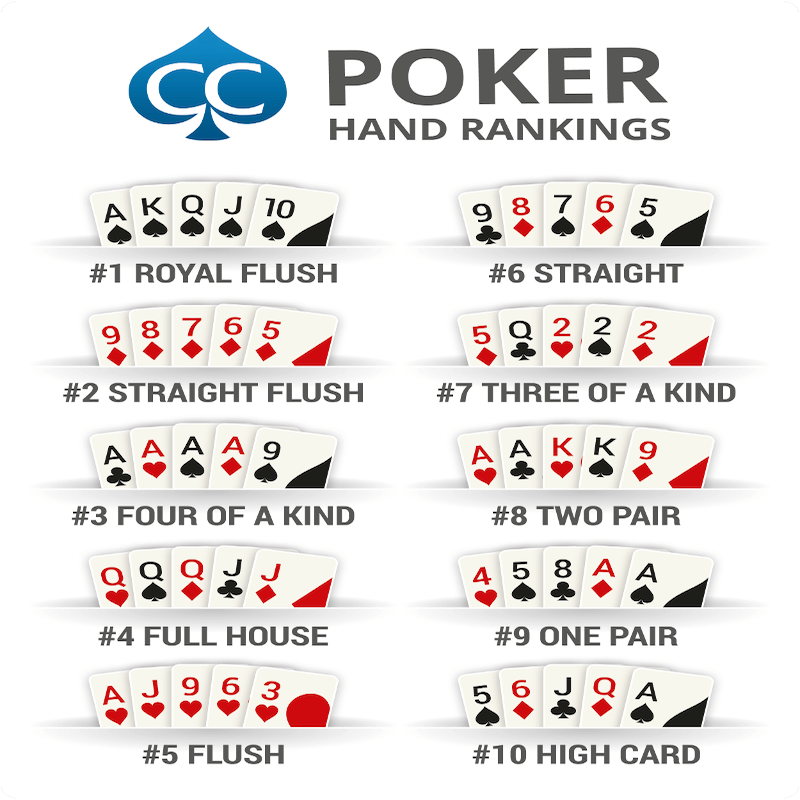 CC
POKER
HAND RANKINGS
A K Q J 10
#1 ROYAL FLUSH
9 8 7 6 5
#2 STRAIGHT FLUSH
A A A A 9
#3 FOUR OF A KIND
Q Q Q J J
#4 FULL HOUSE
A J 9 6 3
#5 FLUSH
9 8 7 6 5
#6 STRAIGHT
5 Q 2 2 2
#7 THREE OF A KIND
A A K K 9
#8 TWO PAIR
4 5 8 A A
#9 ONE PAIR
5 6 J Q A
#10 HIGH CARD